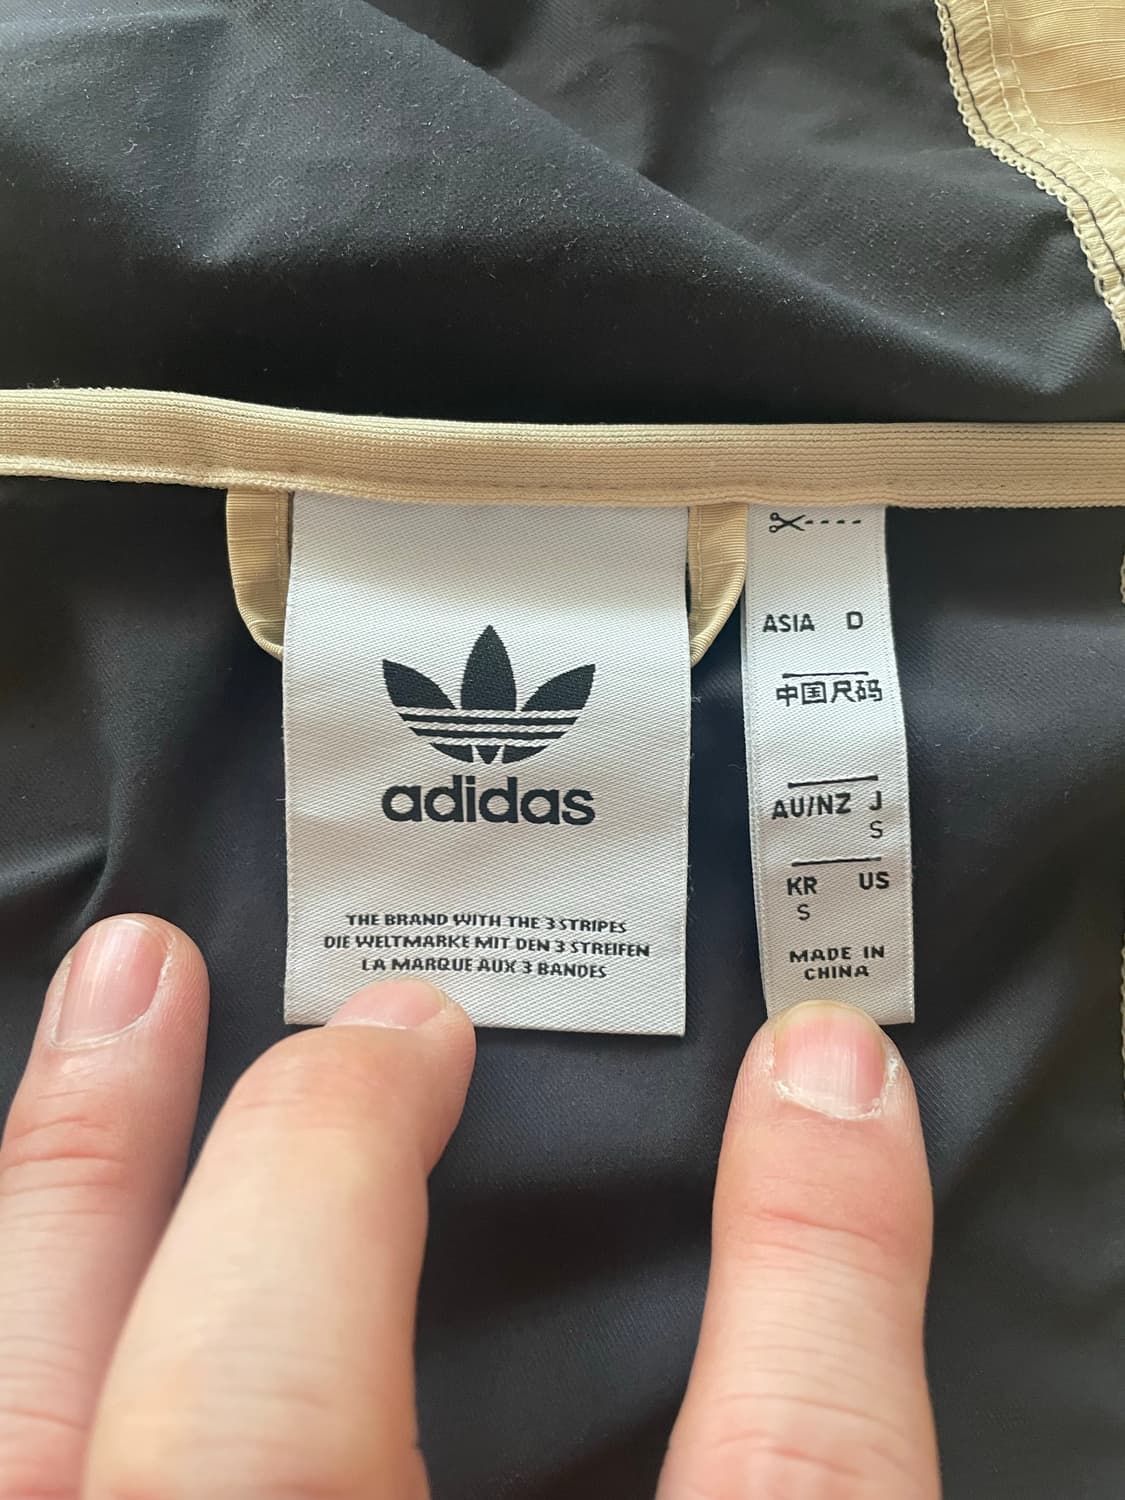 adidas
THE BRAND WITH THE 3 STRIPES
DIE WELTMARKE MIT DEN 3 STREIFEN
LA MARQUE AUX 3 BANDES
ASIA D
中国尺码
AU/NZ J
S
KR US
S
MADE IN
CHINA